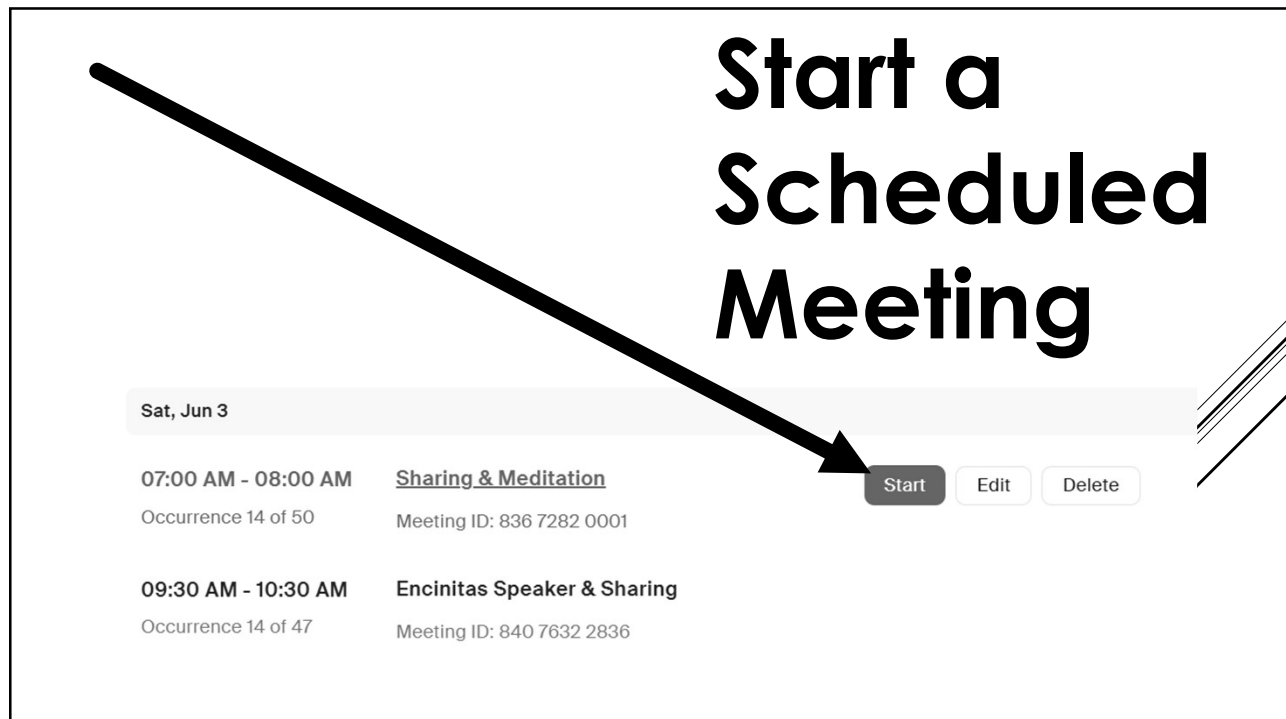 Start a
Scheduled
Meeting
Sat, Jun 3
07:00 AM - 08:00 AM Sharing & Meditation Start Edit Delete
Occurrence 14 of 50 Meeting ID: 836 7282 0001
09:30 AM - 10:30 AM Encinitas Speaker & Sharing
Occurrence 14 of 47 Meeting ID: 840 7632 2836